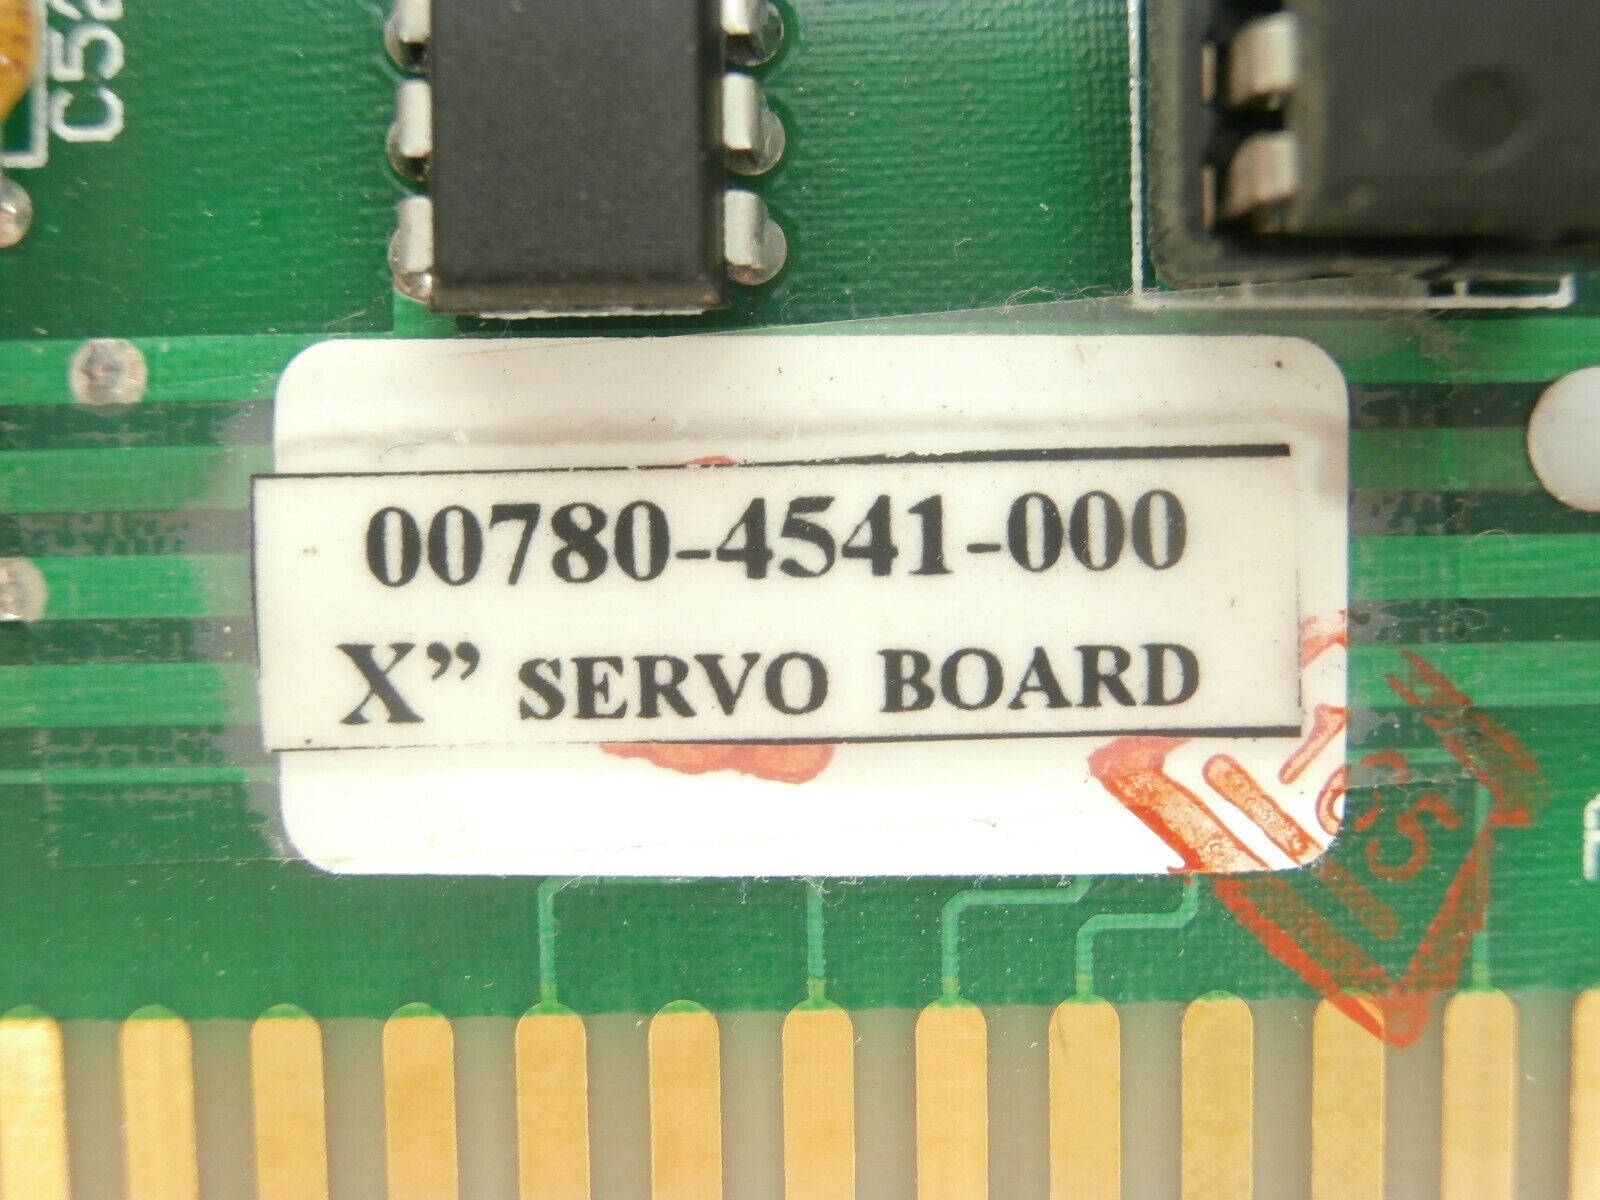 00780-4541-000
X” SERVO BOARD